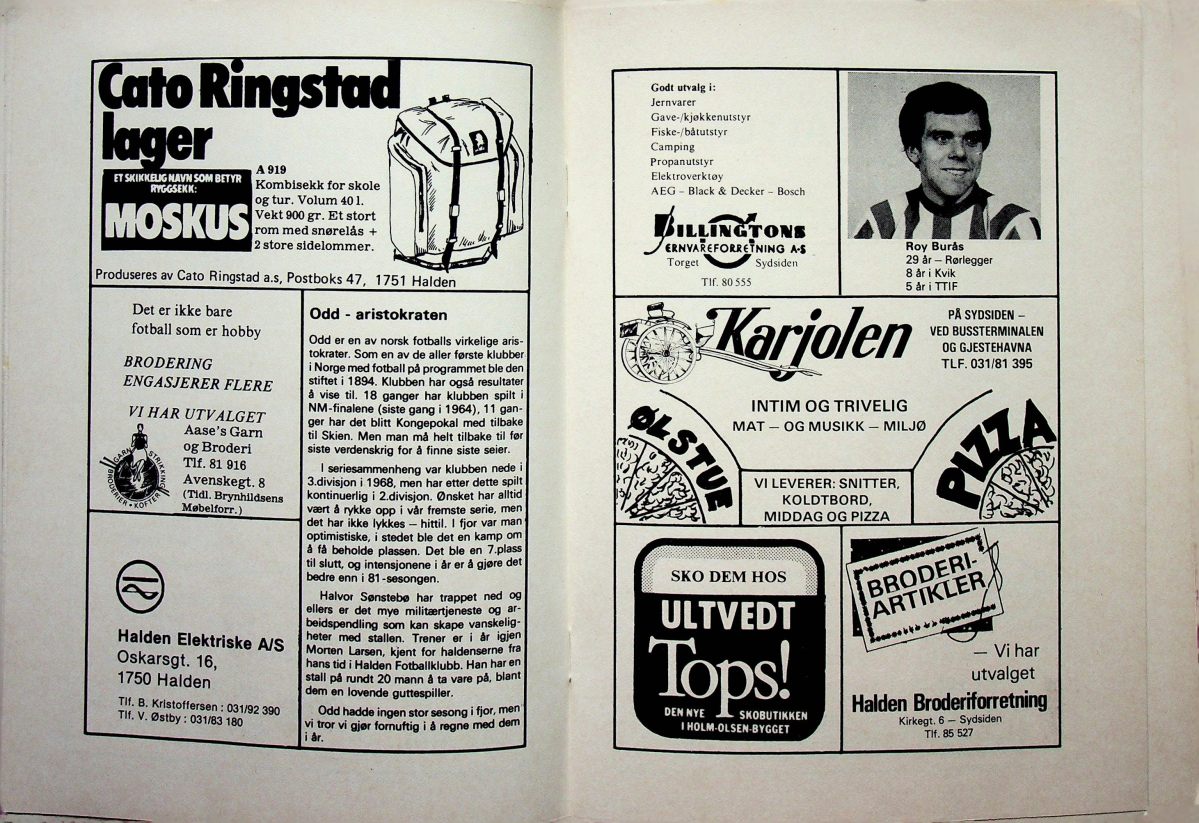 Cato Ringstad
lager
ET SKIKKELIG NAVN SOM BETYR
RYGGSEKK:
MOSKUS
A 919
Kombisekk for skole
og tur. Volum 40 l.
Vekt 900 gr. Et stort
rom med snørelås +
2 store sidelommer.
Produseres av Cato Ringstad a.s, Postboks 47, 1751 Halden
Det er ikke bare
fotball som er hobby
BRODERING
ENGASJERER FLERE
VI HAR UTVALGET
Aase's Garn
og Broderi
Tlf. 81 916
Avenskegt. 8
(Tidl. Brynhildsens
Møbelforr.)
GARN STRIKKING
BRODERIER • KOFTER
Halden Elektriske A/S
Oskarsgt. 16,
1750 Halden
Tlf. B. Kristoffersen : 031/92 390
Tlf. V. Østby : 031/83 180
Odd - aristokraten
Odd er en av norsk fotballs virkelige aris-
tokrater. Som en av de aller første klubber
i Norge med fotball på programmet ble den
stiftet i 1894. Klubben har også resultater
å vise til. 18 ganger har klubben spilt i
NM-finalene (siste gang i 1964), 11 gan-
ger har det blitt Kongepokal med tilbake
til Skien. Men man må helt tilbake til før
siste verdenskrig for å finne siste seier.
I seriesammenheng var klubben nede i
3.divisjon i 1968, men har etter dette spilt
kontinuerlig i 2.divisjon. Ønsket har alltid
vært å rykke opp i vår fremste serie, men
det har ikke lykkes – hittil. I fjor var man
optimistiske, i stedet ble det en kamp om
å få beholde plassen. Det ble en 7.plass
til slutt, og intensjonene i år er å gjøre det
bedre enn i 81-sesongen.
Halvor Sønstebø har trappet ned og
ellers er det mye militærtjeneste og ar-
beidspendling som kan skape vanskelig-
heter med stallen. Trener er i år igjen
Morten Larsen, kjent for haldenserne fra
hans tid i Halden Fotballklubb. Han har en
stall på rundt 20 mann å ta vare på, blant
dem en lovende guttespiller.
Odd hadde ingen stor sesong i fjor, men
vi tror vi gjør fornuftig i å regne med dem
i år.
Godt utvalg i:
Jernvarer
Gave-/kjøkkenutstyr
Fiske-/båtutstyr
Camping
Propanutstyr
Elektroverktøy
AEG – Black & Decker – Bosch
BILLINGTONS
JERNVAREFORRETNING A·S
Torget Sydsiden
Tlf. 80 555
Roy Burås
29 år – Rørlegger
8 år i Kvik
5 år i TTIF
Karjolen
PÅ SYDSIDEN –
VED BUSSTERMINALEN
OG GJESTEHAVNA
TLF. 031/81 395
INTIM OG TRIVELIG
MAT – OG MUSIKK – MILJØ
ØLSTUE
PIZZA
VI LEVERER: SNITTER,
KOLDTBORD,
MIDDAG OG PIZZA
SKO DEM HOS
ULTVEDT
Tops!
DEN NYE SKOBUTIKKEN
I HOLM-OLSEN-BYGGET
BRODERI-
ARTIKLER
– Vi har
utvalget
Halden Broderiforretning
Kirkegt. 6 – Sydsiden
Tlf. 85 527